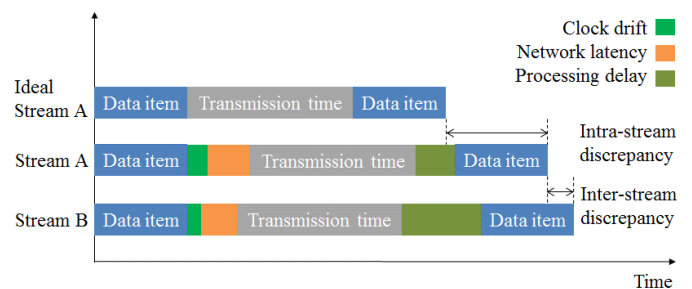 Clock drift
Network latency
Processing delay
Ideal
Stream A
Data item
Transmission time
Data item
Intra-stream
discrepancy
Stream A
Data item
Transmission time
Data item
Inter-stream
discrepancy
Stream B
Data item
Transmission time
Data item
Time